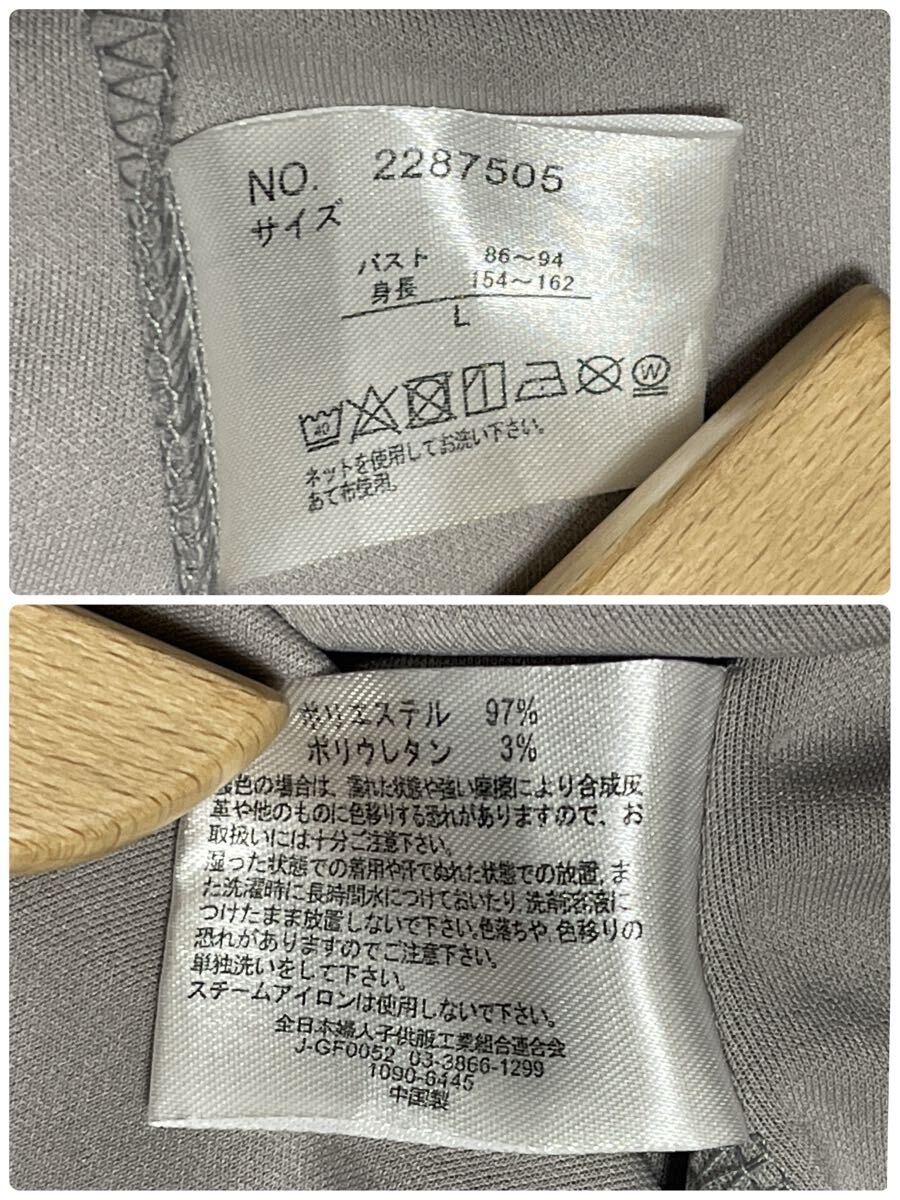 NO. 2287505
サイズ
バスト 86～94
身長 154～162
L
40
W
ネットを使用してお洗い下さい。
あて布使用。
ポリエステル 97%
ポリウレタン 3%
色の場合は、濡れた状態や強い摩擦により合成皮
革や他のものに色移りする恐れがありますので、お
取扱いには十分ご注意下さい。
湿った状態での着用や汗でぬれた状態での放置、ま
た洗濯時に長時間水につけておいたり、洗剤溶液に
つけたまま放置しないで下さい。色落ちや、色移りの
恐れがありますのでご注意下さい。
単独洗いをして下さい。
スチームアイロンは使用しないで下さい。
全日本婦人子供服工業組合連合会
J-GF0052 03-3866-1299
1090-6445
中国製